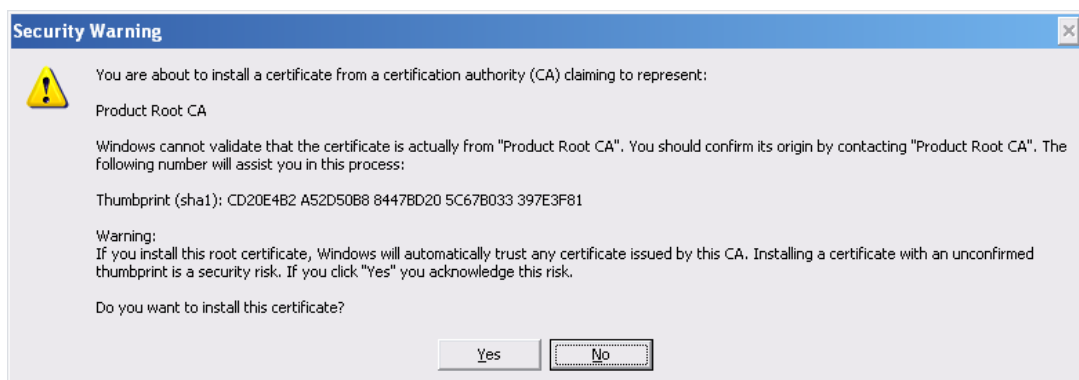 Security Warning
You are about to install a certificate from a certification authority (CA) claiming to represent:
Product Root CA
Windows cannot validate that the certificate is actually from "Product Root CA". You should confirm its origin by contacting "Product Root CA". The
following number will assist you in this process:
Thumbprint (sha1): CD20E4B2 A52D50B8 8447BD20 5C67B033 397E3F81
Warning:
If you install this root certificate, Windows will automatically trust any certificate issued by this CA. Installing a certificate with an unconfirmed
thumbprint is a security risk. If you click "Yes" you acknowledge this risk.
Do you want to install this certificate?
Yes No